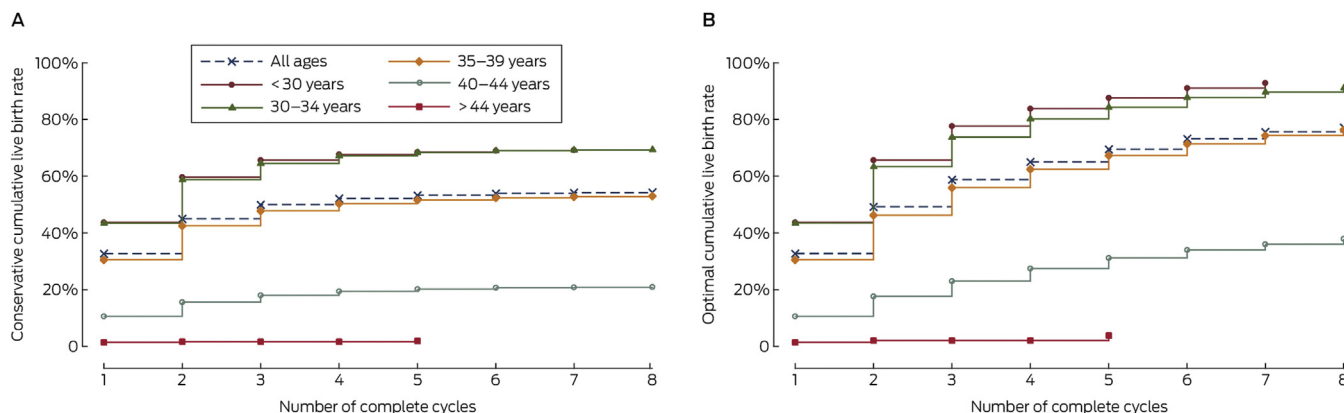 A
Conservative cumulative live birth rate
100%
80%
60%
40%
20%
0
All ages
<30 years
30–34 years
35–39 years
40–44 years
>44 years
1 2 3 4 5 6 7 8
Number of complete cycles
B
Optimal cumulative live birth rate
100%
80%
60%
40%
20%
0
1 2 3 4 5 6 7 8
Number of complete cycles